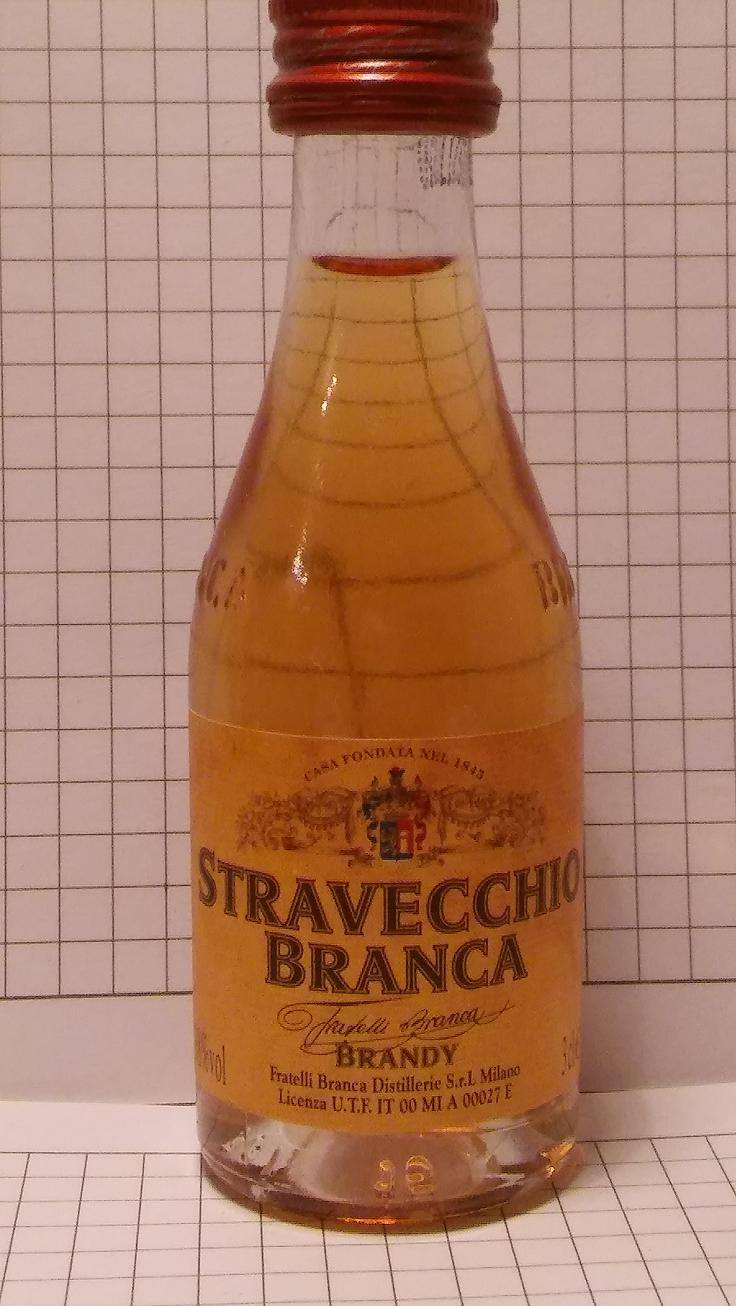 CASA FONDATA NEL 1845
STRAVECCHIO
BRANCA
Fratelli Branca
BRANDY
Fratelli Branca Distillerie S.r.L Milano
Licenza U.T.F. IT 00 MI A 00027 E